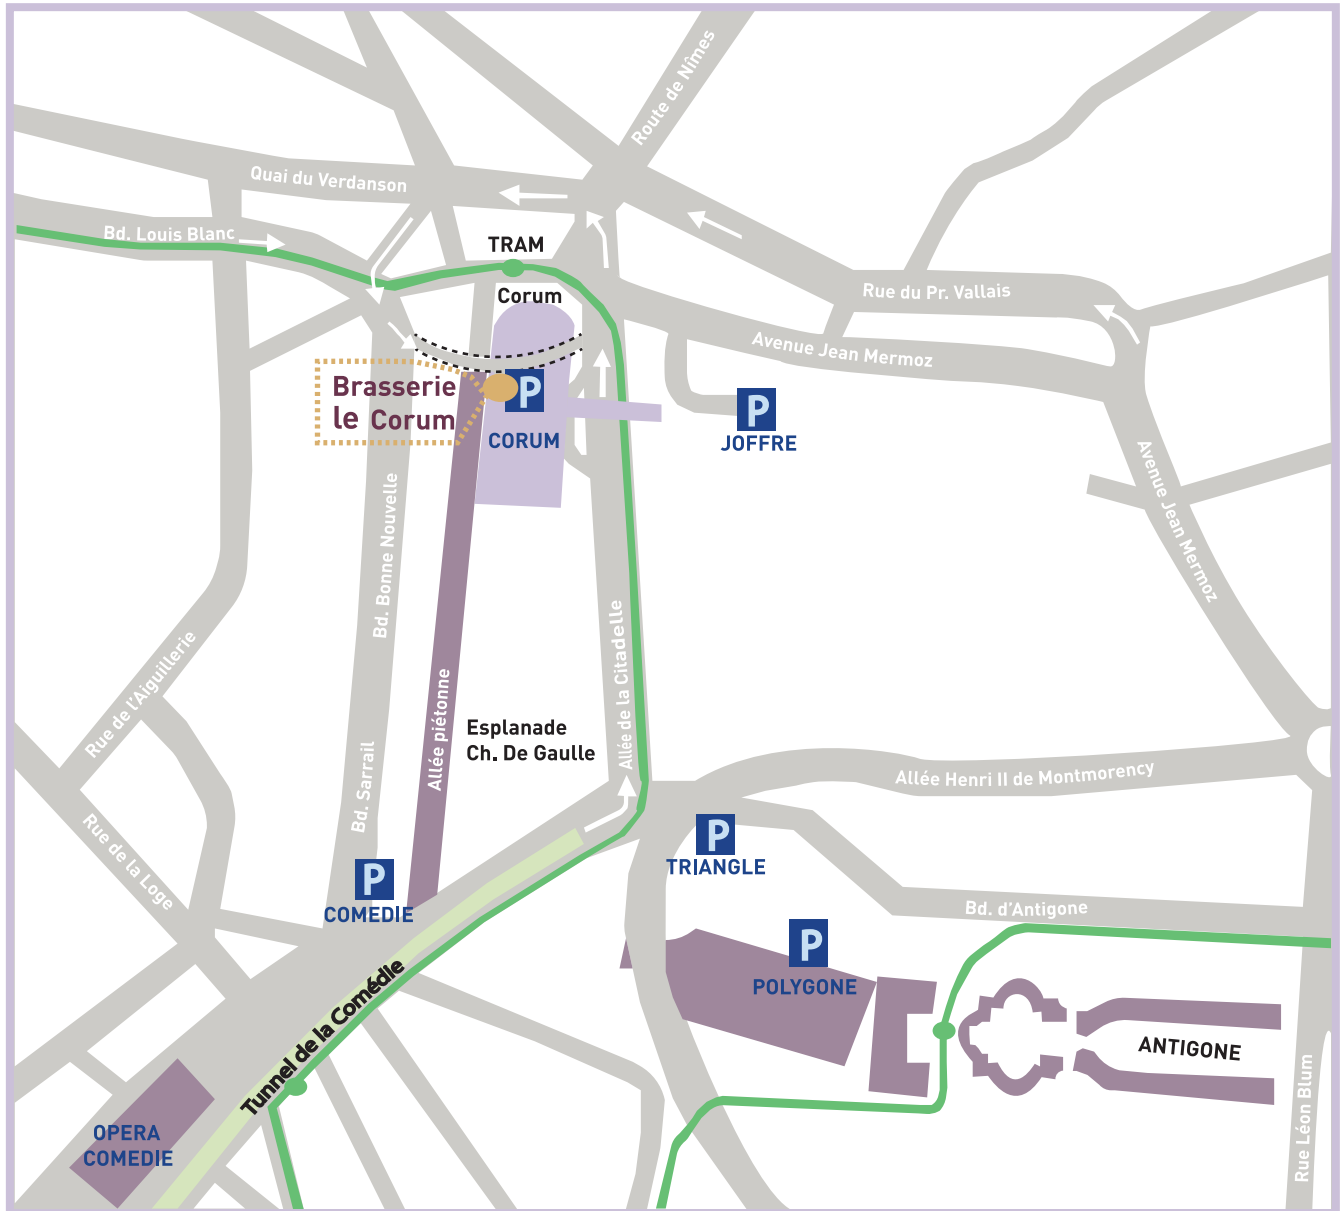 Route de Nîmes
Quai du Verdanson
Bd. Louis Blanc
TRAM
Corum
Rue du Pr. Vallais
Avenue Jean Mermoz
Brasserie
le Corum
P
CORUM
P
JOFFRE
Avenue Jean Mermoz
Bd. Bonne Nouvelle
Rue de l'Aiguillerie
Allée piétonne
Esplanade
Ch. De Gaulle
Allée de la Citadelle
Bd. Sarrail
Allée Henri II de Montmorency
Rue de la Loge
P
TRIANGLE
P
COMEDIE
Bd. d'Antigone
P
POLYGONE
Tunnel de la Comédie
ANTIGONE
OPERA
COMEDIE
Rue Léon Blum